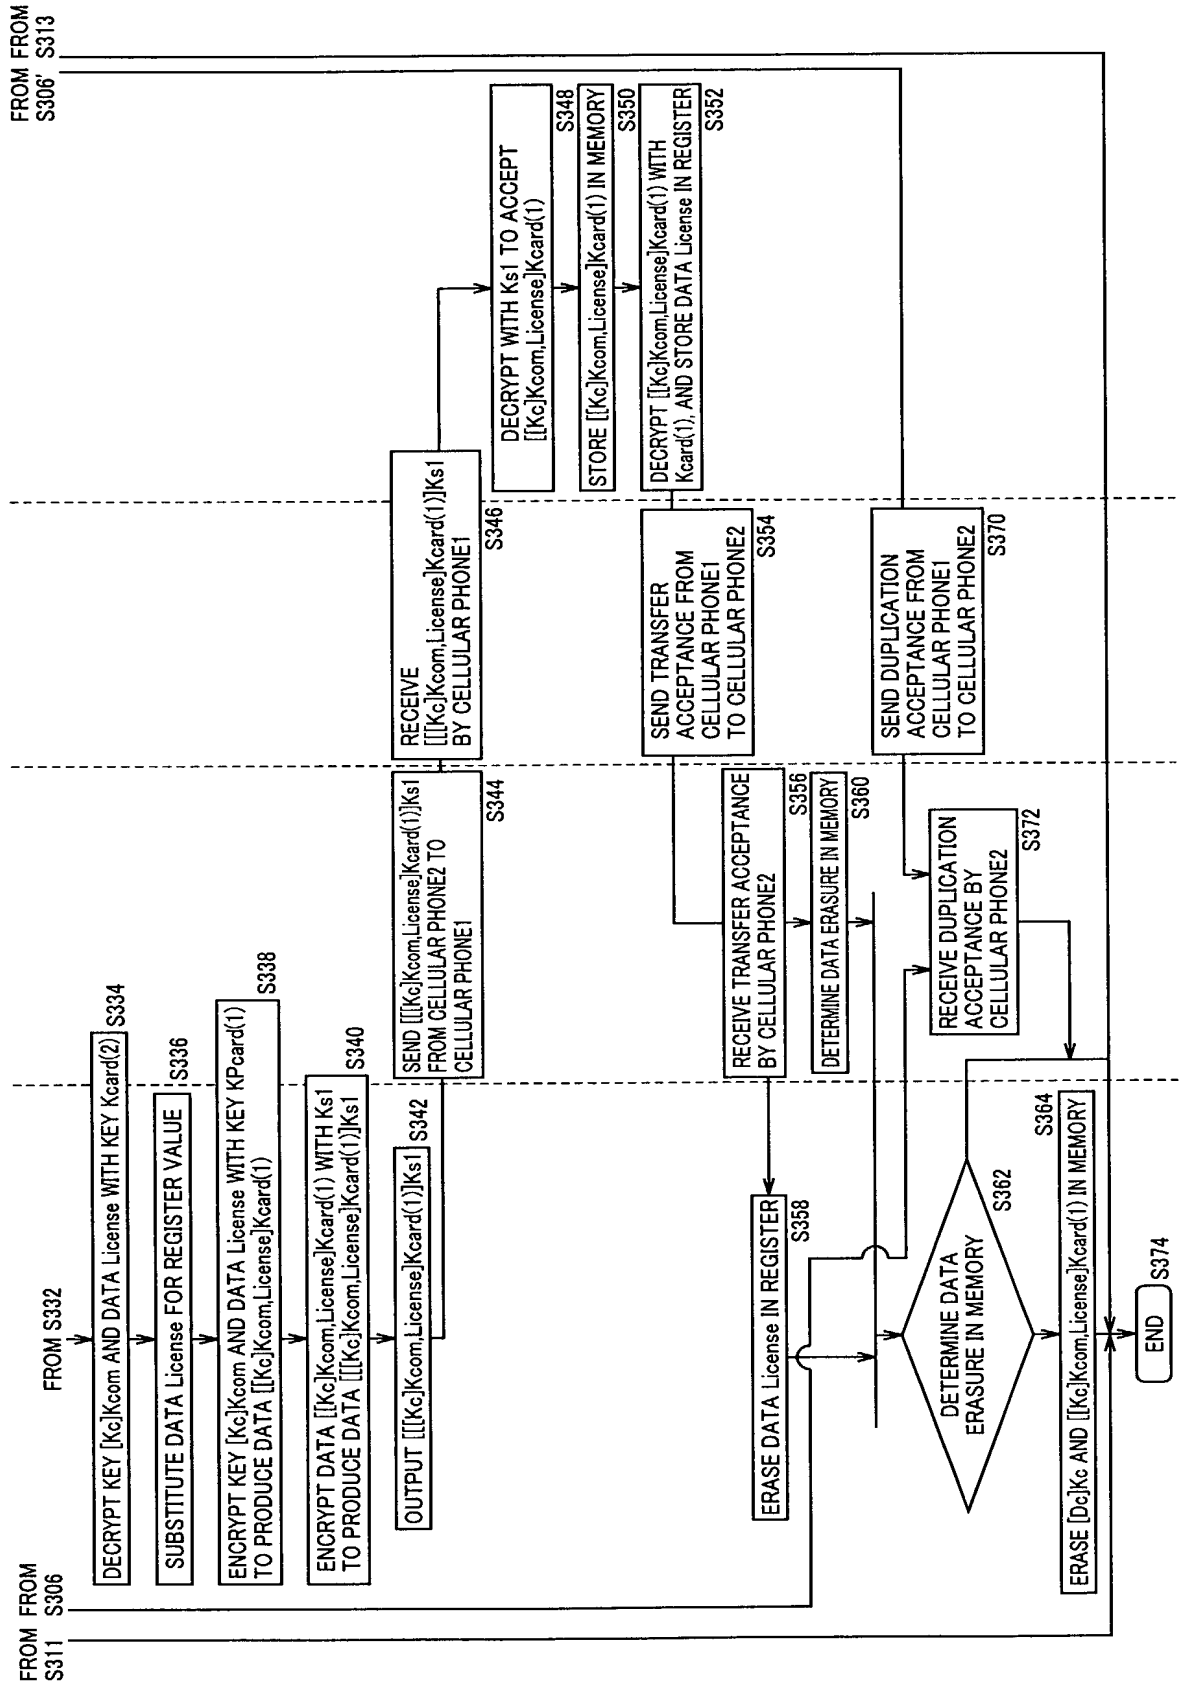 FROM FROM
S311 S306
FROM S332
FROM FROM
S306' S313
DECRYPT KEY [Kc]Kcom AND DATA License WITH KEY Kcard(2)
S334
SUBSTITUTE DATA License FOR REGISTER VALUE
S336
ENCRYPT KEY [Kc]Kcom AND DATA License WITH KEY KPcard(1)
TO PRODUCE DATA [[Kc]Kcom,License]Kcard(1)
S338
ENCRYPT DATA [[Kc]Kcom,License]Kcard(1) WITH Ks1
TO PRODUCE DATA [[[Kc]Kcom,License]Kcard(1)]Ks1
S340
OUTPUT [[[Kc]Kcom,License]Kcard(1)]Ks1
S342
SEND [[[Kc]Kcom,License]Kcard(1)]Ks1
FROM CELLULAR PHONE2 TO
CELLULAR PHONE1
S344
RECEIVE
[[[Kc]Kcom,License]Kcard(1)]Ks1
BY CELLULAR PHONE1
S346
DECRYPT WITH Ks1 TO ACCEPT
[[Kc]Kcom,License]Kcard(1)
S348
STORE [[Kc]Kcom,License]Kcard(1) IN MEMORY
S350
DECRYPT [[Kc]Kcom,License]Kcard(1) WITH
Kcard(1), AND STORE DATA License IN REGISTER
S352
SEND TRANSFER
ACCEPTANCE FROM
CELLULAR PHONE1
TO CELLULAR PHONE2
S354
RECEIVE TRANSFER ACCEPTANCE
BY CELLULAR PHONE2
S356
ERASE DATA License IN REGISTER
S358
DETERMINE DATA ERASURE IN MEMORY
S360
SEND DUPLICATION
ACCEPTANCE FROM
CELLULAR PHONE1
TO CELLULAR PHONE2
S370
RECEIVE DUPLICATION
ACCEPTANCE BY
CELLULAR PHONE2
S372
DETERMINE DATA
ERASURE IN MEMORY
S362
ERASE [Dc]Kc AND [[Kc]Kcom,License]Kcard(1) IN MEMORY
S364
END
S374